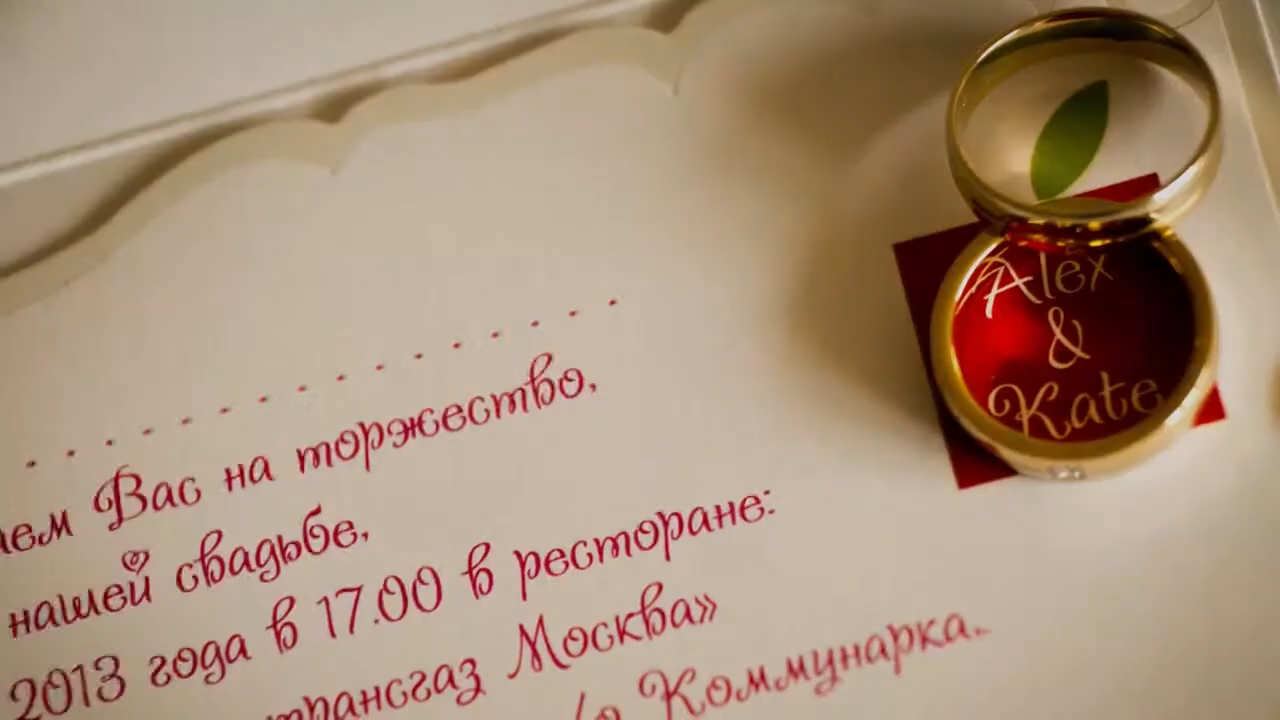 Вас на торжество,
нашей свадьбе,
2013 года в 17.00 в ресторане:
Москва»
Коммунарка.
Alex
&
Kate